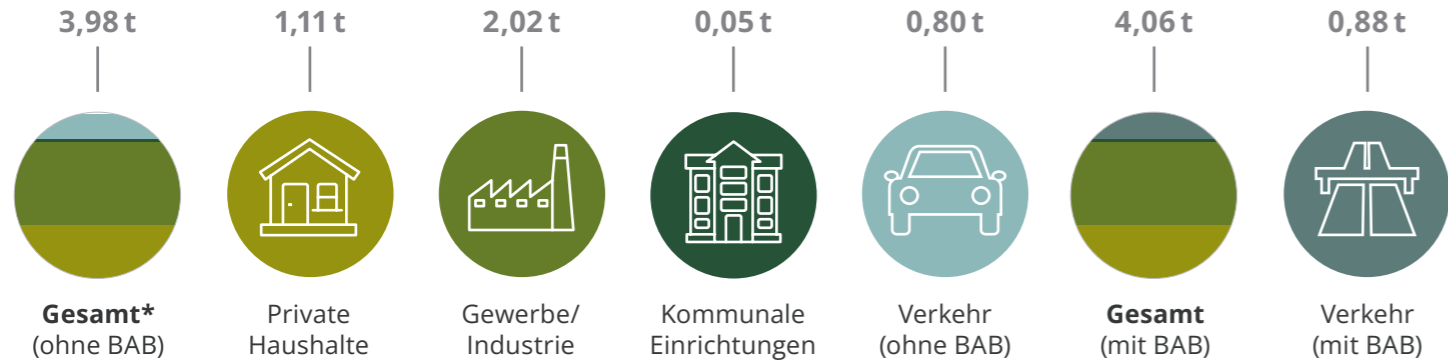 3,98 t
1,11 t
2,02 t
0,05 t
0,80 t
4,06 t
0,88 t
Gesamt*
(ohne BAB)
Private
Haushalte
Gewerbe/
Industrie
Kommunale
Einrichtungen
Verkehr
(ohne BAB)
Gesamt
(mit BAB)
Verkehr
(mit BAB)